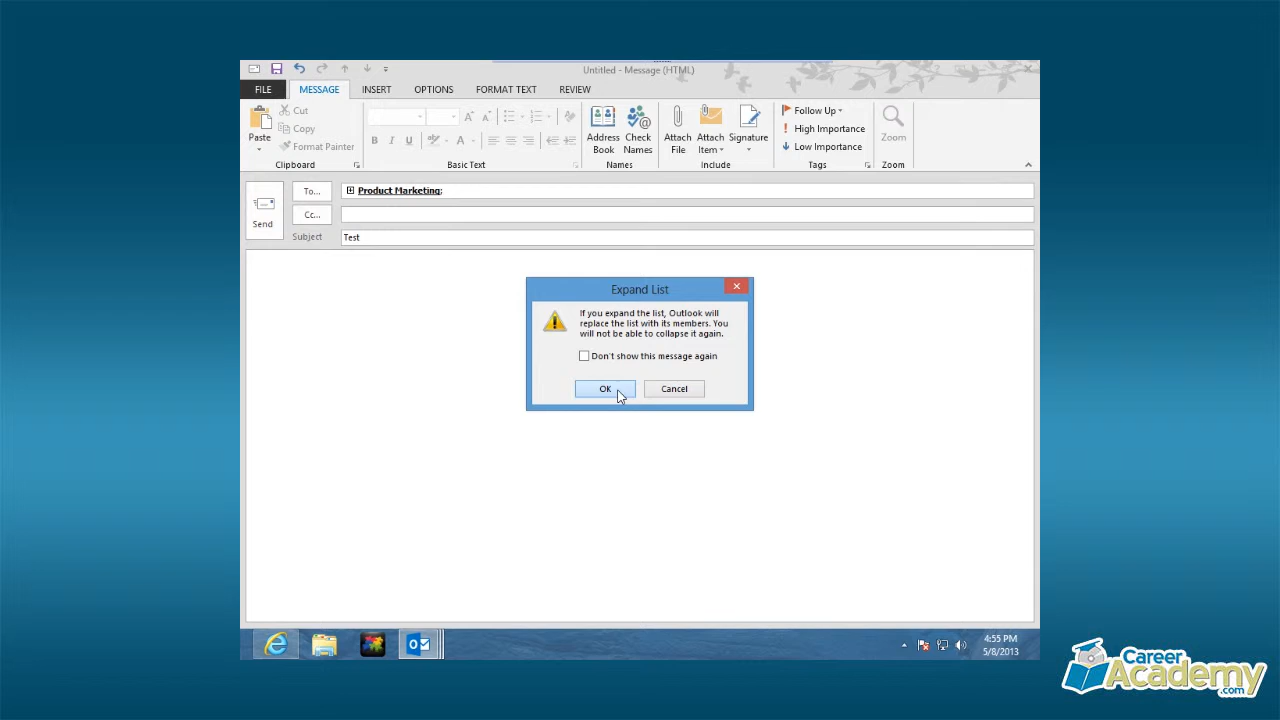 Untitled - Message (HTML)
FILE MESSAGE INSERT OPTIONS FORMAT TEXT REVIEW
Paste
Cut
Copy
Format Painter
Clipboard
B I U
A
Basic Text
Address Book
Check Names
Names
Attach File
Attach Item
Signature
Include
Follow Up
High Importance
Low Importance
Tags
Zoom
Zoom
Send
To...
Product Marketing;
Cc...
Subject
Test
Expand List
If you expand the list, Outlook will
replace the list with its members. You
will not be able to collapse it again.
Don't show this message again
OK Cancel
4:55 PM
5/8/2013
Career
Academy
.com